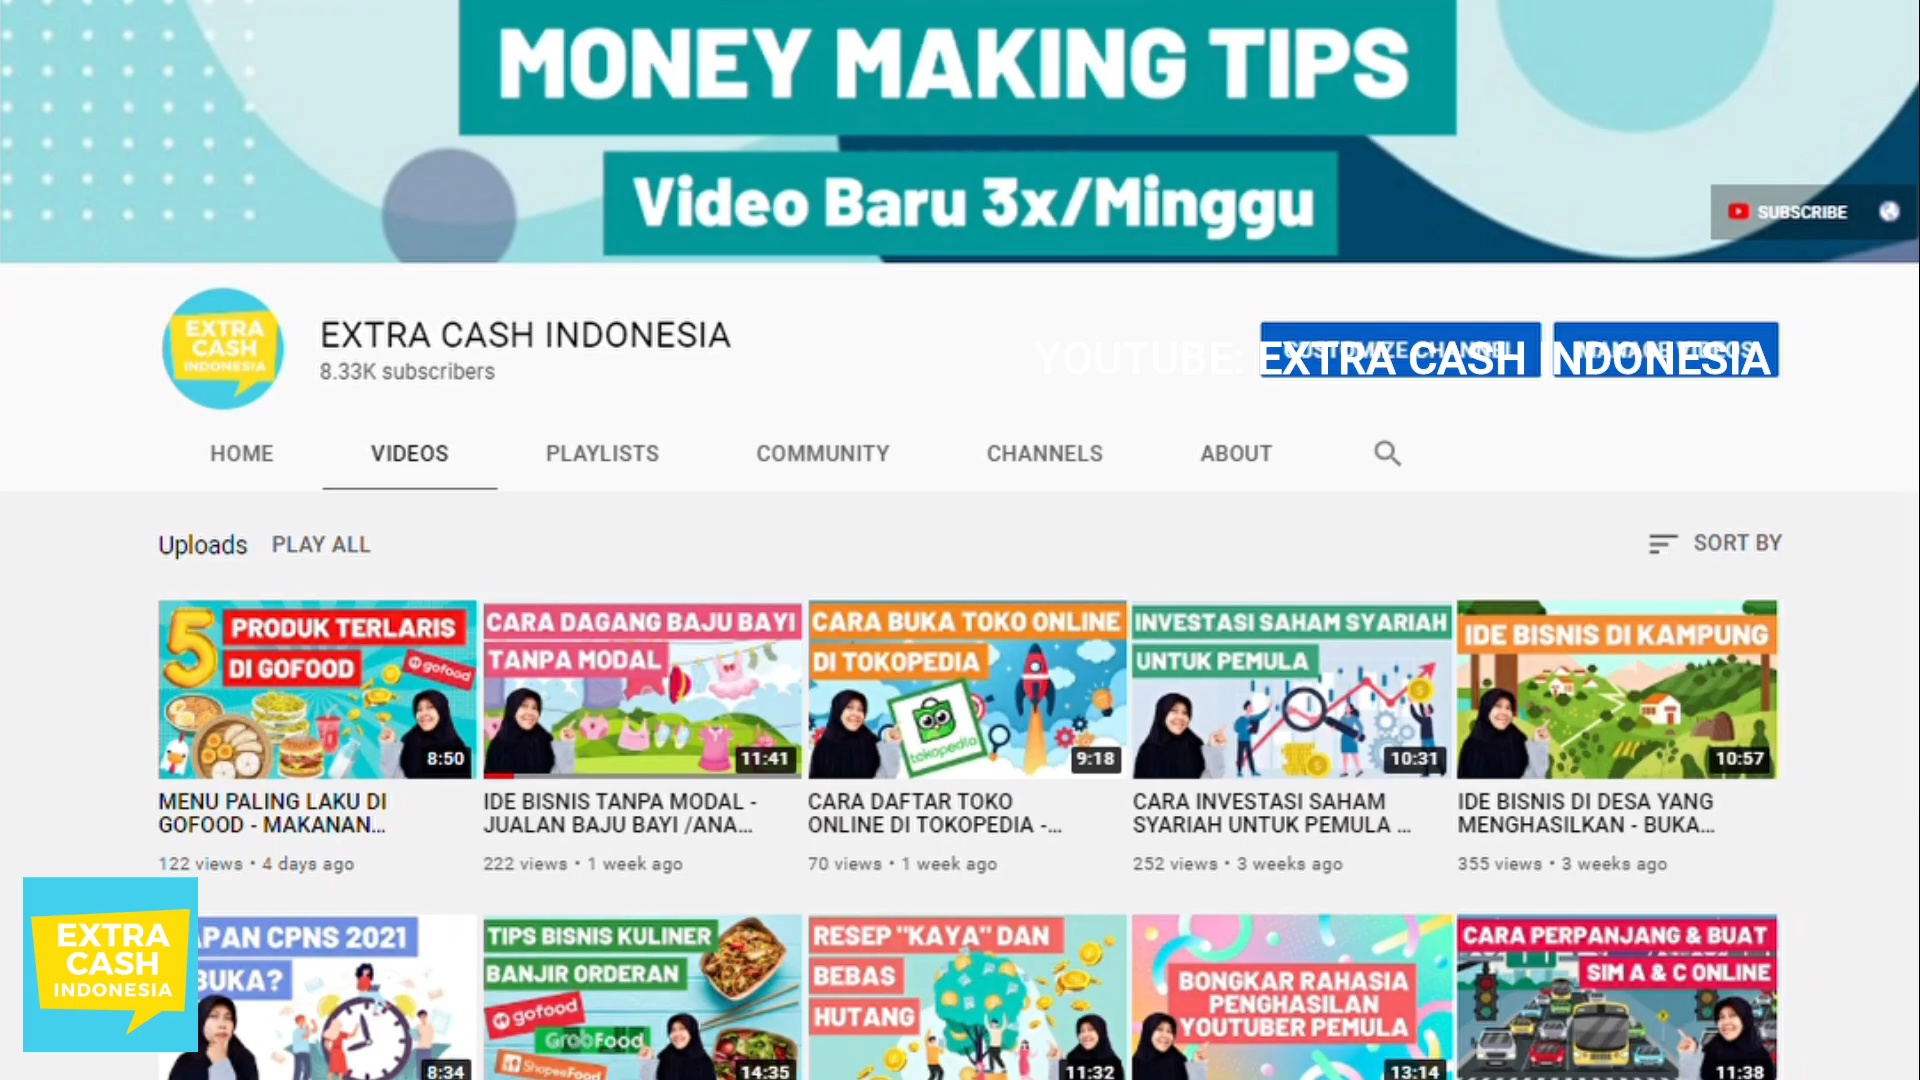 MONEY MAKING TIPS
Video Baru 3x/Minggu
SUBSCRIBE
EXTRA
CASH
INDONESIA
EXTRA CASH INDONESIA
8.33K subscribers
CUSTOMIZE CHANNEL
MANAGE VIDEOS
YOUTUBE: EXTRA CASH INDONESIA
HOME VIDEOS PLAYLISTS COMMUNITY CHANNELS ABOUT
Uploads PLAY ALL
SORT BY
5 PRODUK TERLARIS
DI GOFOOD
gofood
8:50
CARA DAGANG BAJU BAYI
TANPA MODAL
11:41
CARA BUKA TOKO ONLINE
DI TOKOPEDIA
tokopedia
9:18
INVESTASI SAHAM SYARIAH
UNTUK PEMULA
10:31
IDE BISNIS DI KAMPUNG
10:57
MENU PALING LAKU DI
GOFOOD - MAKANAN...
122 views • 4 days ago
IDE BISNIS TANPA MODAL -
JUALAN BAJU BAYI /ANA...
222 views • 1 week ago
CARA DAFTAR TOKO
ONLINE DI TOKOPEDIA -...
70 views • 1 week ago
CARA INVESTASI SAHAM
SYARIAH UNTUK PEMULA ...
252 views • 3 weeks ago
IDE BISNIS DI DESA YANG
MENGHASILKAN - BUKA...
355 views • 3 weeks ago
EXTRA
CASH
INDONESIA
APAN CPNS 2021
BUKA?
8:34
TIPS BISNIS KULINER
BANJIR ORDERAN
gofood
GrabFood
ShopeeFood
14:35
RESEP "KAYA" DAN
BEBAS
HUTANG
11:32
BONGKAR RAHASIA
PENGHASILAN
YOUTUBER PEMULA
13:14
CARA PERPANJANG & BUAT
SIM A & C ONLINE
11:38